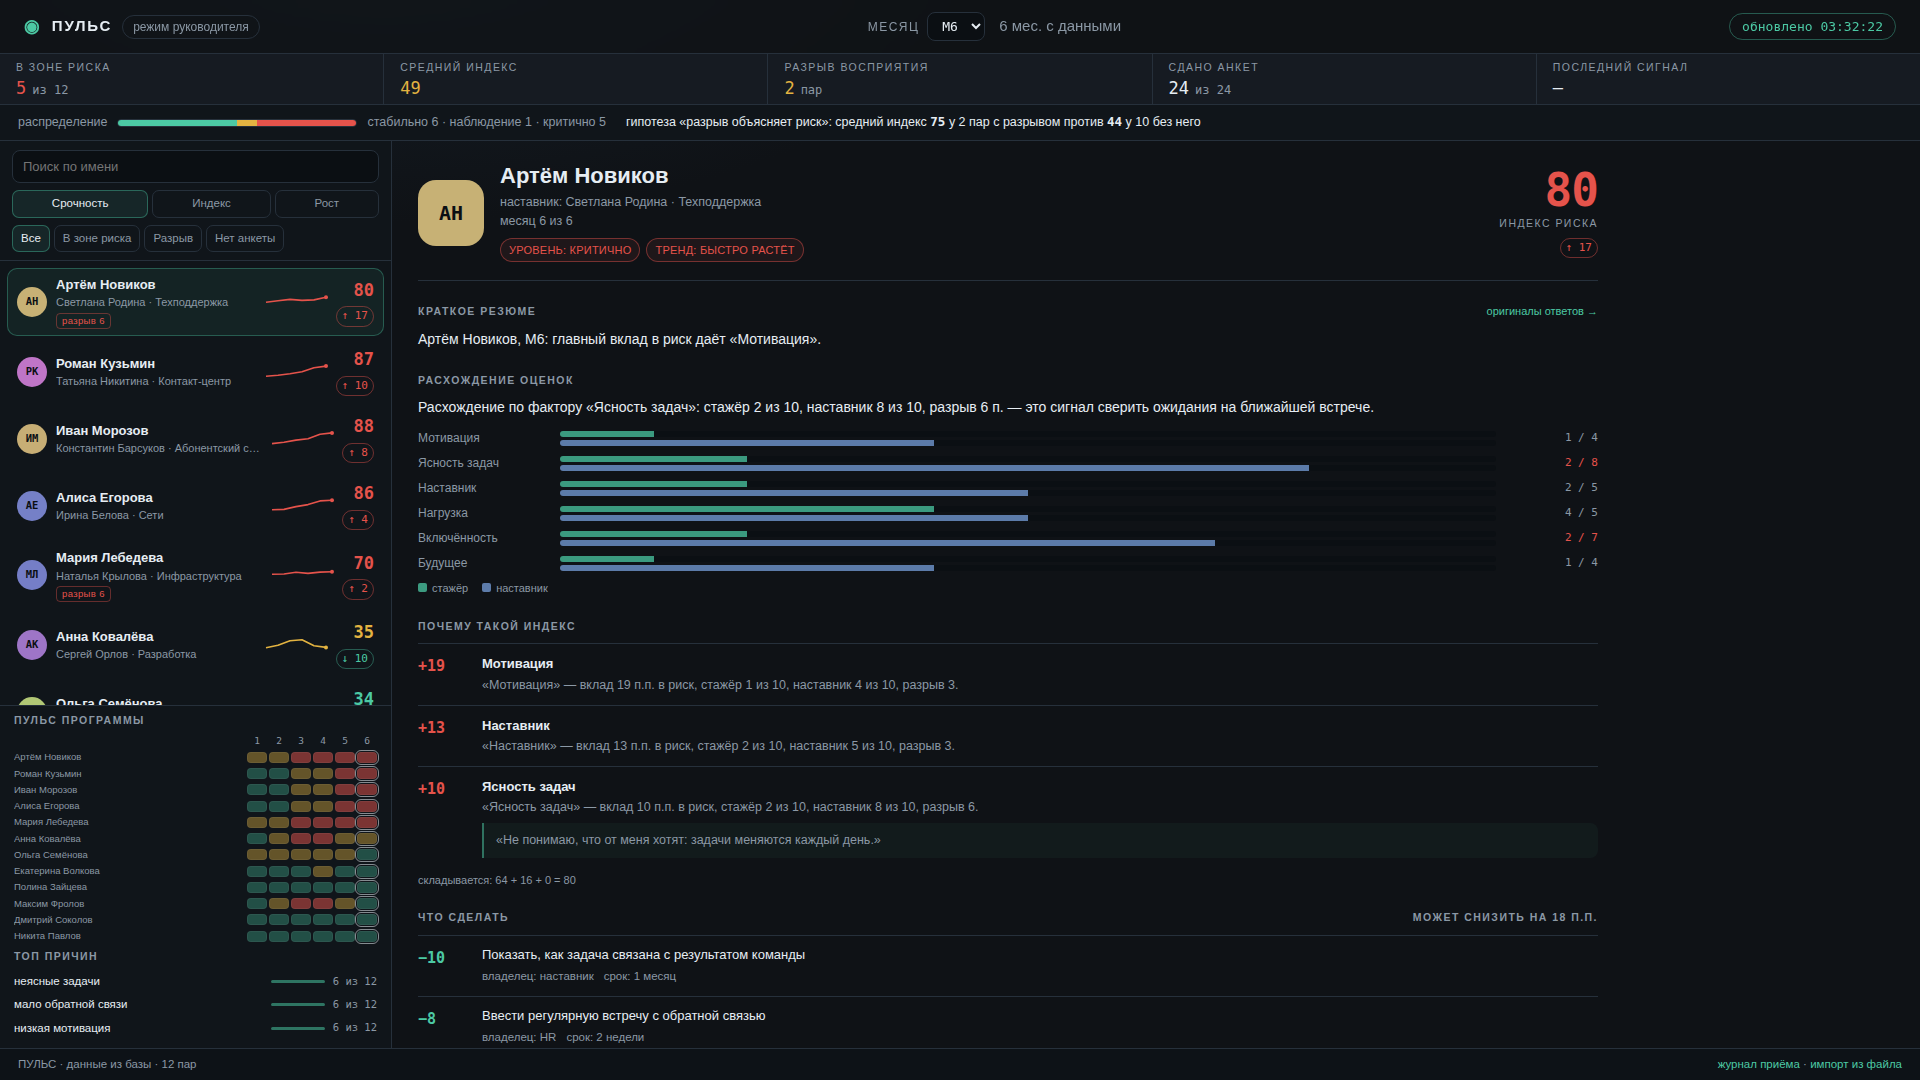 ◉ ПУЛЬС режим руководителя
МЕСЯЦ М6 6 мес. с данными
обновлено 03:32:22
В ЗОНЕ РИСКА
5 из 12
СРЕДНИЙ ИНДЕКС
49
РАЗРЫВ ВОСПРИЯТИЯ
2 пар
СДАНО АНКЕТ
24 из 24
ПОСЛЕДНИЙ СИГНАЛ
—
распределение стабильно 6 · наблюдение 1 · критично 5 гипотеза «разрыв объясняет риск»: средний индекс 75 у 2 пар с разрывом против 44 у 10 без него
Поиск по имени
Срочность Индекс Рост
Все В зоне риска Разрыв Нет анкеты
АН Артём Новиков 80
Светлана Родина · Техподдержка ↑ 17
разрыв 6
РК Роман Кузьмин 87
Татьяна Никитина · Контакт-центр ↑ 10
ИМ Иван Морозов 88
Константин Барсуков · Абонентский с… ↑ 8
АЕ Алиса Егорова 86
Ирина Белова · Сети ↑ 4
МЛ Мария Лебедева 70
Наталья Крылова · Инфраструктура ↑ 2
разрыв 6
АК Анна Ковалёва 35
Сергей Орлов · Разработка ↓ 10
Ольга Семёнова 34
ПУЛЬС ПРОГРАММЫ
1 2 3 4 5 6
Артём Новиков
Роман Кузьмин
Иван Морозов
Алиса Егорова
Мария Лебедева
Анна Ковалёва
Ольга Семёнова
Екатерина Волкова
Полина Зайцева
Максим Фролов
Дмитрий Соколов
Никита Павлов
ТОП ПРИЧИН
неясные задачи 6 из 12
мало обратной связи 6 из 12
низкая мотивация 6 из 12
АН
Артём Новиков
наставник: Светлана Родина · Техподдержка
месяц 6 из 6
УРОВЕНЬ: КРИТИЧНО ТРЕНД: БЫСТРО РАСТЁТ
80
ИНДЕКС РИСКА
↑ 17
КРАТКОЕ РЕЗЮМЕ оригиналы ответов →
Артём Новиков, М6: главный вклад в риск даёт «Мотивация».
РАСХОЖДЕНИЕ ОЦЕНОК
Расхождение по фактору «Ясность задач»: стажёр 2 из 10, наставник 8 из 10, разрыв 6 п. — это сигнал сверить ожидания на ближайшей встрече.
Мотивация 1 / 4
Ясность задач 2 / 8
Наставник 2 / 5
Нагрузка 4 / 5
Включённость 2 / 7
Будущее 1 / 4
стажёр наставник
ПОЧЕМУ ТАКОЙ ИНДЕКС
+19 Мотивация
«Мотивация» — вклад 19 п.п. в риск, стажёр 1 из 10, наставник 4 из 10, разрыв 3.
+13 Наставник
«Наставник» — вклад 13 п.п. в риск, стажёр 2 из 10, наставник 5 из 10, разрыв 3.
+10 Ясность задач
«Ясность задач» — вклад 10 п.п. в риск, стажёр 2 из 10, наставник 8 из 10, разрыв 6.
«Не понимаю, что от меня хотят: задачи меняются каждый день.»
складывается: 64 + 16 + 0 = 80
ЧТО СДЕЛАТЬ МОЖЕТ СНИЗИТЬ НА 18 П.П.
−10 Показать, как задача связана с результатом команды
владелец: наставник срок: 1 месяц
−8 Ввести регулярную встречу с обратной связью
владелец: HR срок: 2 недели
ПУЛЬС · данные из базы · 12 пар
журнал приёма · импорт из файла